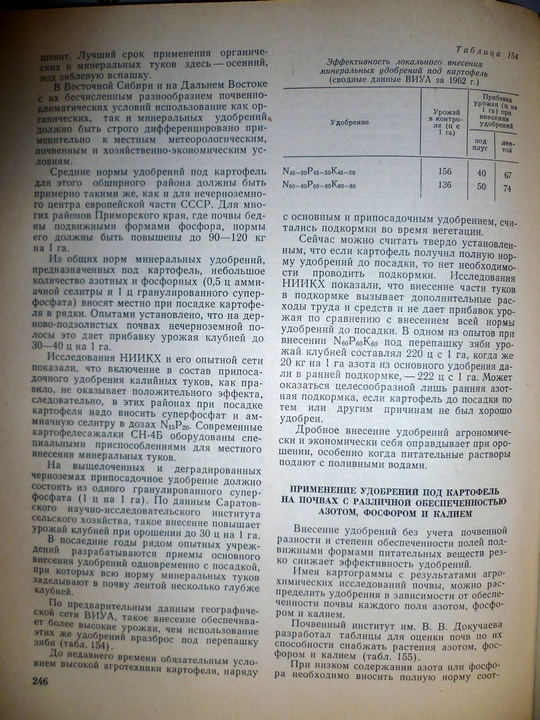 шенит. Лучший срок применения органиче-
ских и минеральных туков здесь — осенний,
под зяблевую вспашку.
В Восточной Сибири и на Дальнем Востоке
с их бесчисленным разнообразием почвенно-
климатических условий использование как ор-
ганических, так и минеральных удобрений
должно быть строго дифференцировано при-
менительно к местным метеорологическим,
почвенным и хозяйственно-экономическим ус-
ловиям.
Средние нормы удобрений под картофель
для этого обширного района должны быть
примерно такими же, как и для нечерноземно-
го центра европейской части СССР. Для мно-
гих районов Приморского края, где почвы бед-
ны подвижными формами фосфора, нормы
его должны быть повышены до 90—120 кг
на 1 га.
Из общих норм минеральных удобрений,
предназначенных под картофель, небольшое
количество азотных и фосфорных (0,5 ц амми-
ачной селитры и 1 ц гранулированного супер-
фосфата) вносят местно при посадке картофе-
ля в рядки. Опытами установлено, что на дер-
ново-подзолистых почвах нечерноземной по-
лосы это дает прибавку урожая клубней до
30—40 ц на 1 га.
Исследования НИИКХ и его опытной сети
показали, что включение в состав припоса-
дочного удобрения калийных туков, как пра-
вило, не оказывает положительного эффекта,
следовательно, в этих районах при посадке
картофеля надо вносить суперфосфат и ам-
миачную селитру в дозах N₁₅P₂₀. Современные
картофелесажалки СН-4Б оборудованы спе-
циальными приспособлениями для местного
внесения минеральных туков.
На выщелоченных и деградированных
черноземах припосадочное удобрение должно
состоять из одного гранулированного супер-
фосфата (1 ц на 1 га). По данным Саратов-
ского научно-исследовательского института
сельского хозяйства, такое внесение повышает
урожай клубней при орошении до 30 ц на 1 га.
В последние годы рядом опытных учреж-
дений разрабатываются приемы основного
внесения удобрений одновременно с посадкой,
при которых всю норму минеральных туков
заделывают в почву лентой несколько глубже
клубней.
По предварительным данным географиче-
ской сети ВИУА, такое внесение обеспечива-
ет более высокие урожаи, чем использование
этих же удобрений вразброс под перепашку
зяби (табл. 154).
До недавнего времени обязательным усло-
вием высокой агротехники картофеля, наряду
246
Таблица 154
Эффективность локального внесения
минеральных удобрений под картофель
(сводные данные ВИУА за 1962 г.)
Удобрение
Урожай
в контро-
ле (ц с
1 га)
Прибавка
урожая (ц на
1 га) при
внесении
удобрений
под
плуг
лен-
той
N₄₅₋₅₀P₄₅₋₅₀K₄₅₋₅₀ 156 40 67
N₆₀₋₈₀P₆₀₋₈₀K₆₀₋₈₀ 136 50 74
с основным и припосадочным удобрением, счи-
тались подкормки во время вегетации.
Сейчас можно считать твердо установлен-
ным, что если картофель получил полную нор-
му удобрений до посадки, то нет необходимо-
сти проводить подкормки. Исследования
НИИКХ показали, что внесение части туков
в подкормку вызывает дополнительные рас-
ходы труда и средств и не дает прибавок уро-
жая по сравнению с внесением всей нормы
удобрений до посадки. В одном из опытов при
внесении N₆₀P₆₀K₆₀ под перепашку зяби уро-
жай клубней составлял 220 ц с 1 га, когда же
20 кг на 1 га азота из основного удобрения да-
ли в ранней подкормке, — 222 ц с 1 га. Может
оказаться целесообразной лишь ранняя азот-
ная подкормка, если картофель до посадки по
тем или другим причинам не был хорошо
удобрен.
Дробное внесение удобрений агрономиче-
ски и экономически себя оправдывает при оро-
шении, особенно когда питательные растворы
подают с поливными водами.
ПРИМЕНЕНИЕ УДОБРЕНИЙ ПОД КАРТОФЕЛЬ
НА ПОЧВАХ С РАЗЛИЧНОЙ ОБЕСПЕЧЕННОСТЬЮ
АЗОТОМ, ФОСФОРОМ И КАЛИЕМ
Внесение удобрений без учета почвенной
разности и степени обеспеченности полей под-
вижными формами питательных веществ рез-
ко снижает эффективность удобрений.
Имея картограммы с результатами агро-
химических исследований почвы, можно рас-
пределить удобрения в зависимости от обеспе-
ченности почвы каждого поля азотом, фосфо-
ром и калием.
Почвенный институт им. В. В. Докучаева
разработал таблицы для оценки почв по их
способности снабжать растения азотом, фос-
фором и калием (табл. 155).
При низком содержании азота или фосфо-
ра необходимо вносить полную норму соот-